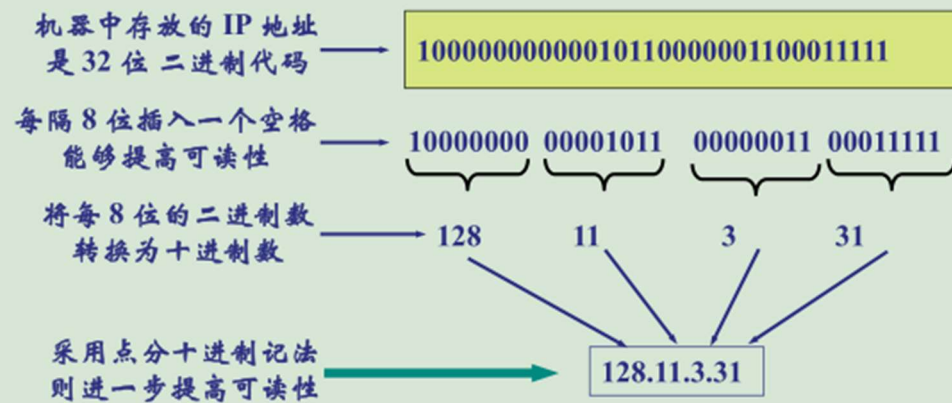 机器中存放的 IP 地址
是 32 位 二进制代码
10000000000010110000001100011111
每隔 8 位插入一个空格
能够提高可读性
10000000 00001011 00000011 00011111
将每 8 位的二进制数
转换为十进制数
128 11 3 31
采用点分十进制记法
则进一步提高可读性
128.11.3.31